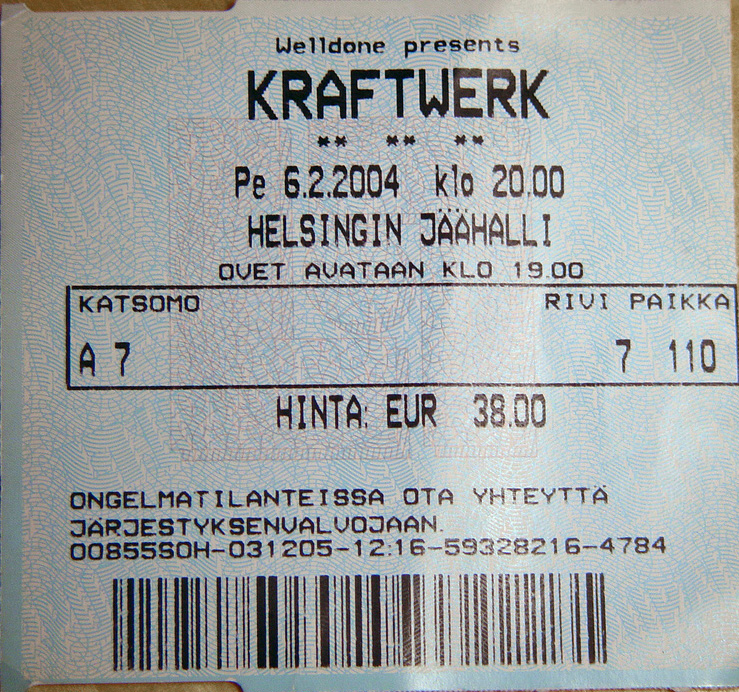 Welldone presents
KRAFTWERK
** ** **
Pe 6.2.2004 klo 20.00
HELSINGIN JÄÄHALLI
OVET AVATAAN KLO 19.00
KATSOMO RIVI PAIKKA
A 7 7 110
HINTA: EUR 38.00
ONGELMATILANTEISSA OTA YHTEYTTÄ
JÄRJESTYKSENVALVOJAAN.
00855SOH-031205-12:16-59328216-4784